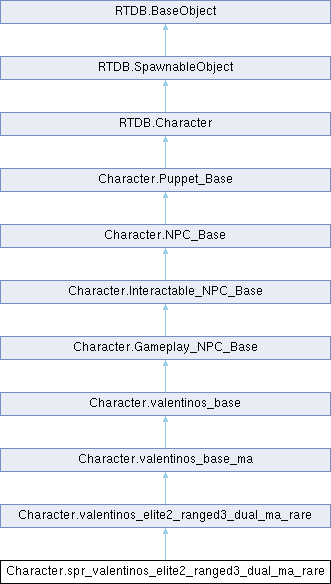 RTDB.BaseObject
RTDB.SpawnableObject
RTDB.Character
Character.Puppet_Base
Character.NPC_Base
Character.Interactable_NPC_Base
Character.Gameplay_NPC_Base
Character.valentinos_base
Character.valentinos_base_ma
Character.valentinos_elite2_ranged3_dual_ma_rare
Character.spr_valentinos_elite2_ranged3_dual_ma_rare